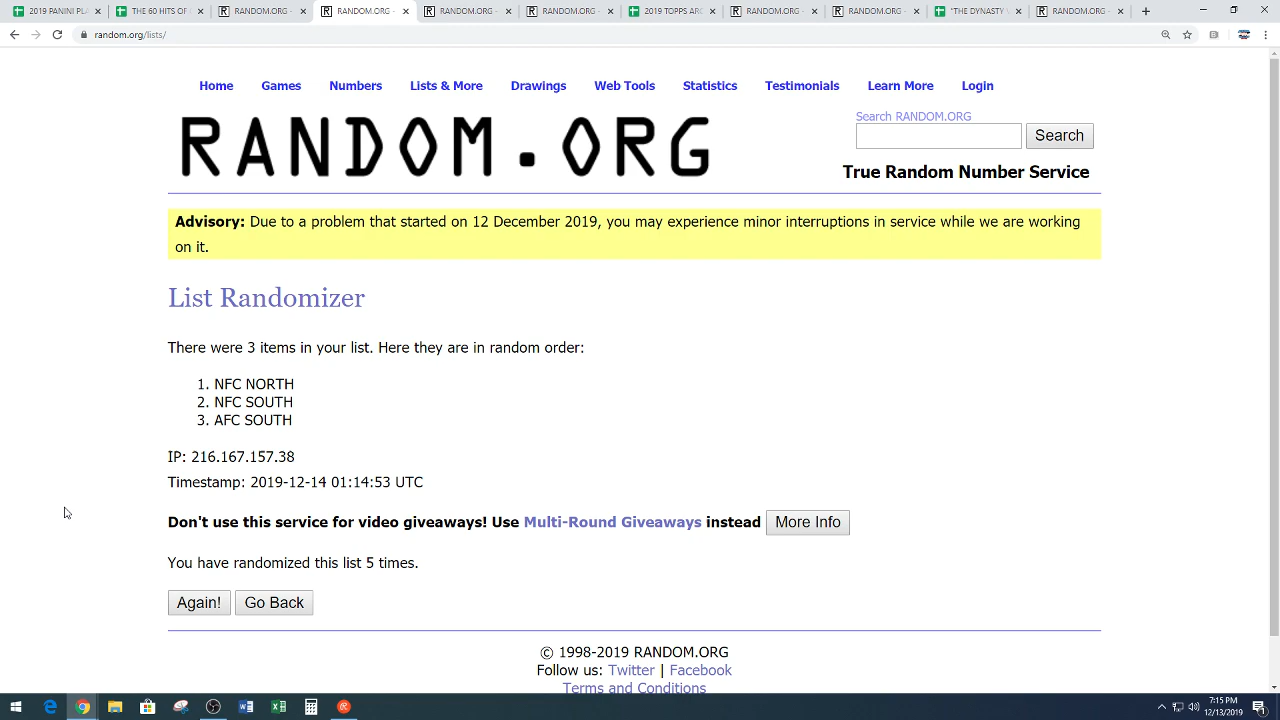 2019 PANINI PL
THE 60 HITS OF
RANDOM.ORG -
RANDOM.ORG -
RANDOM.ORG -
RANDOM.ORG -
2019 TOPPS ARC
RANDOM.ORG -
RANDOM.ORG -
"THE DYNASTY
RANDOM.ORG -
random.org/lists/
Home Games Numbers Lists & More Drawings Web Tools Statistics Testimonials Learn More Login
RANDOM.ORG
Search RANDOM.ORG
Search
True Random Number Service
Advisory: Due to a problem that started on 12 December 2019, you may experience minor interruptions in service while we are working
on it.
List Randomizer
There were 3 items in your list. Here they are in random order:
1. NFC NORTH
2. NFC SOUTH
3. AFC SOUTH
IP: 216.167.157.38
Timestamp: 2019-12-14 01:14:53 UTC
Don't use this service for video giveaways! Use Multi-Round Giveaways instead More Info
You have randomized this list 5 times.
Again! Go Back
© 1998-2019 RANDOM.ORG
Follow us: Twitter | Facebook
Terms and Conditions
7:15 PM
12/13/2019